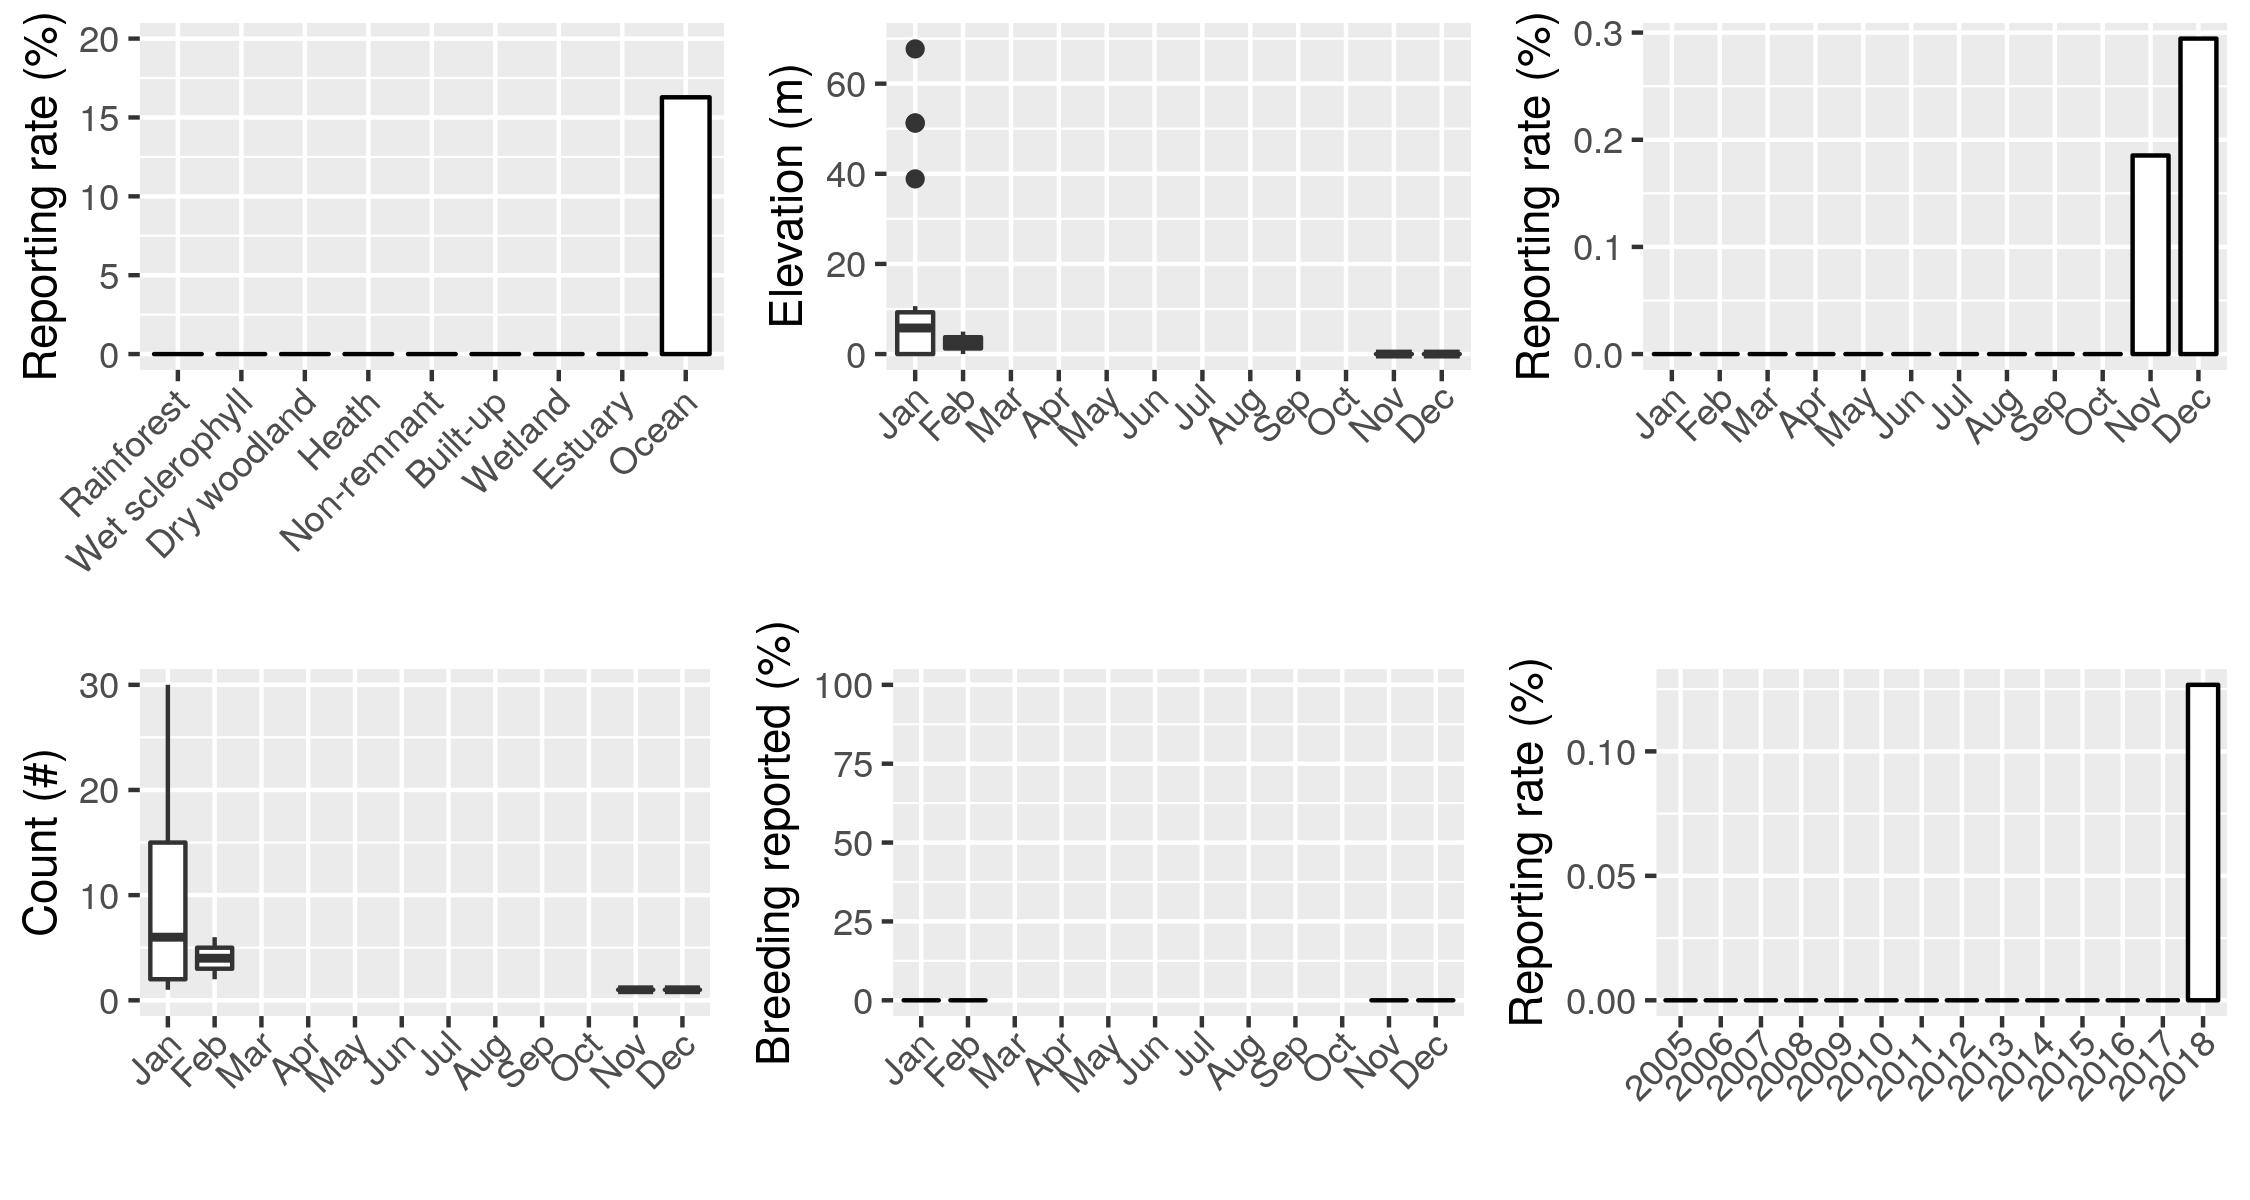 Reporting rate (%)
20
15
10
5
0
Rainforest
Wet sclerophyll
Dry woodland
Heath
Non-remnant
Built-up
Wetland
Estuary
Ocean
Elevation (m)
60
40
20
0
Jan
Feb
Mar
Apr
May
Jun
Jul
Aug
Sep
Oct
Nov
Dec
Reporting rate (%)
0.3
0.2
0.1
0.0
Jan
Feb
Mar
Apr
May
Jun
Jul
Aug
Sep
Oct
Nov
Dec
Count (#)
30
20
10
0
Jan
Feb
Mar
Apr
May
Jun
Jul
Aug
Sep
Oct
Nov
Dec
Breeding reported (%)
100
75
50
25
0
Jan
Feb
Mar
Apr
May
Jun
Jul
Aug
Sep
Oct
Nov
Dec
Reporting rate (%)
0.10
0.05
0.00
2005
2006
2007
2008
2009
2010
2011
2012
2013
2014
2015
2016
2017
2018